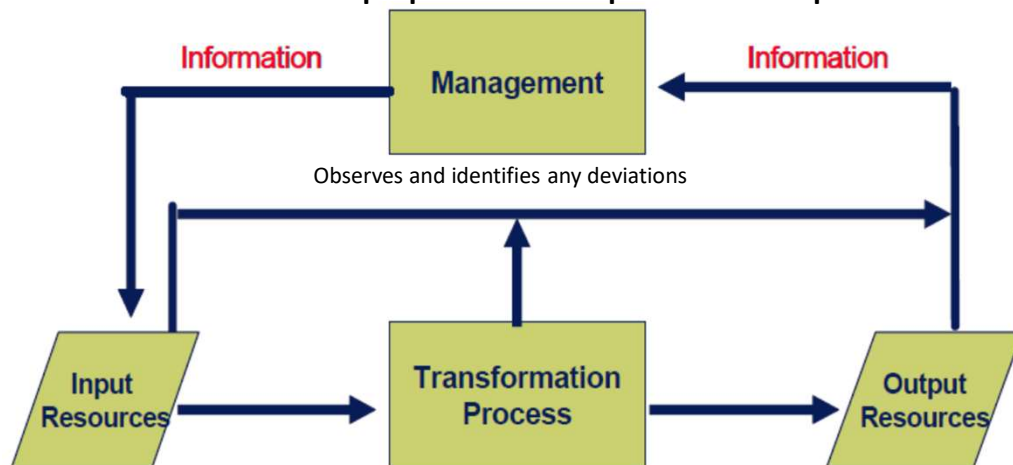 Information
Information
Management
Observes and identifies any deviations
Input
Resources
Transformation
Process
Output
Resources